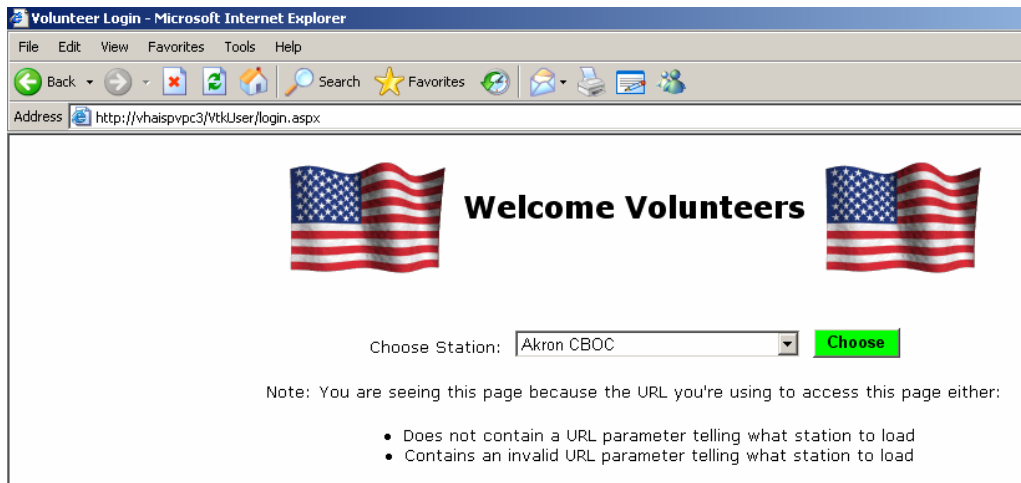 Volunteer Login - Microsoft Internet Explorer
File Edit View Favorites Tools Help
Back Search Favorites
Address http://vhaispvpc3/VtkUser/login.aspx
Welcome Volunteers
Choose Station: Akron CBOC Choose
Note: You are seeing this page because the URL you're using to access this page either:
• Does not contain a URL parameter telling what station to load
• Contains an invalid URL parameter telling what station to load